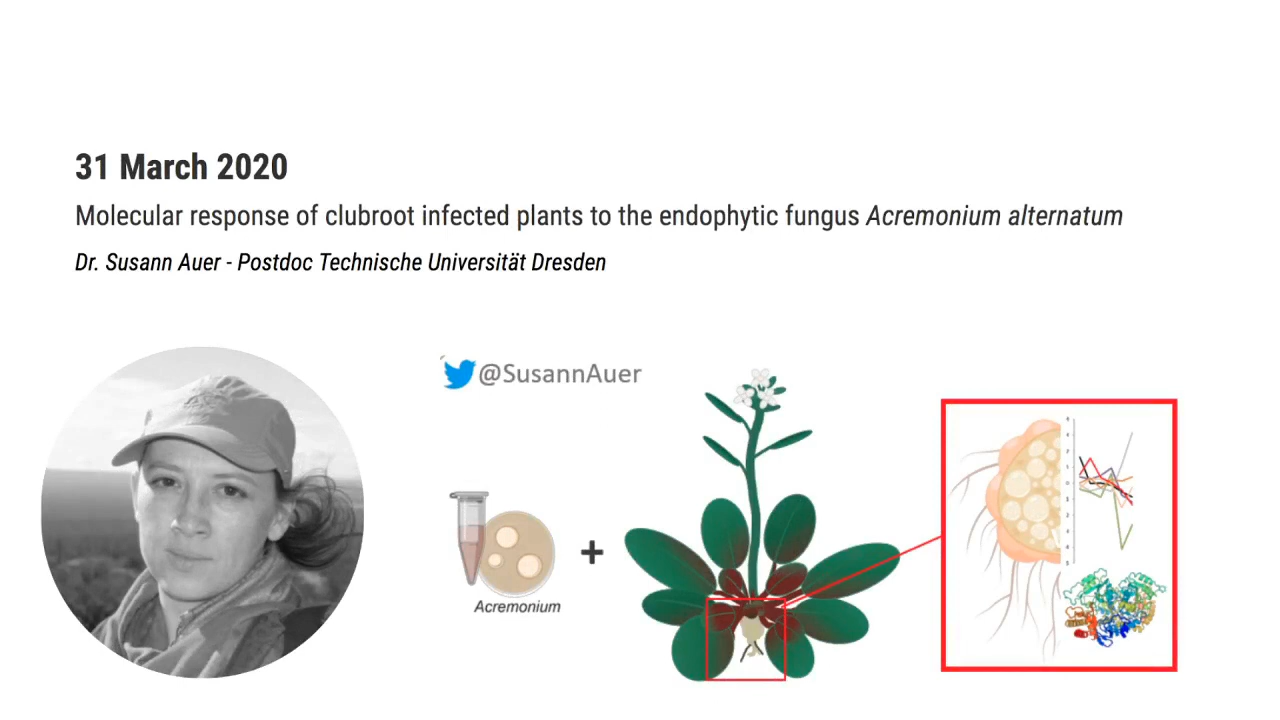 31 March 2020
Molecular response of clubroot infected plants to the endophytic fungus Acremonium alternatum
Dr. Susann Auer - Postdoc Technische Universität Dresden
@SusannAuer
Acremonium